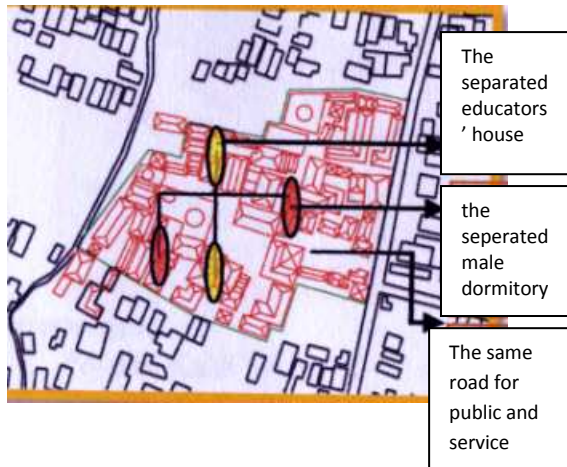 The
separated
educators
’ house
the
seperated
male
dormitory
The same
road for
public and
service